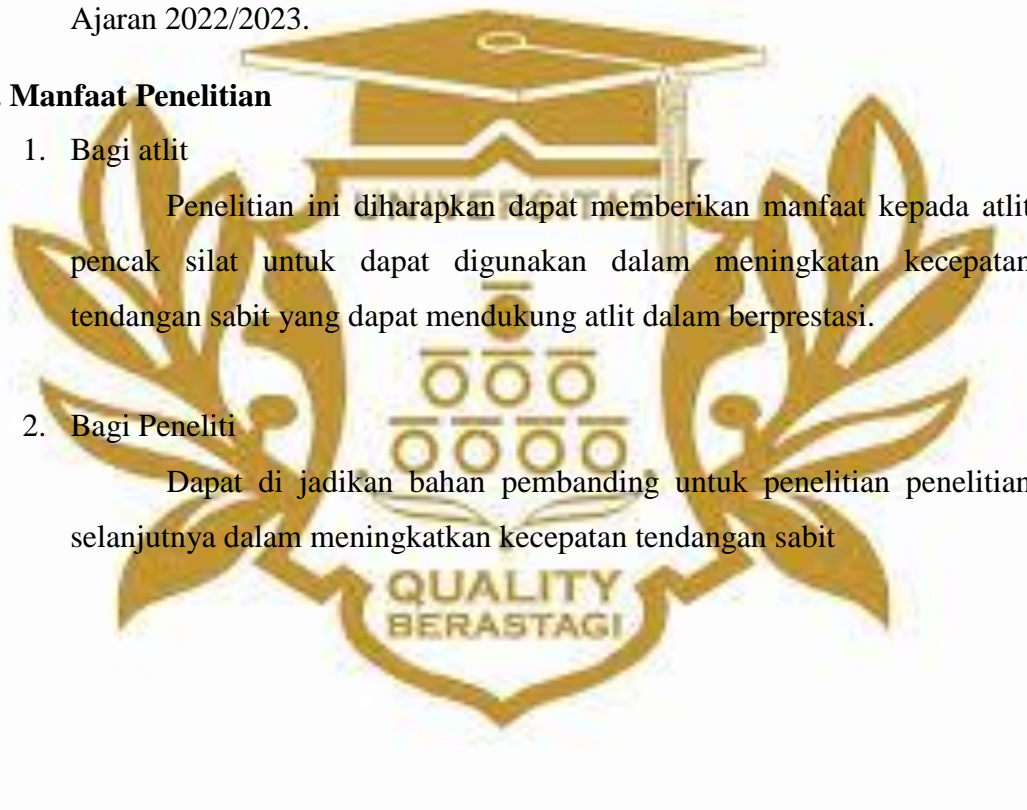 Ajaran 2022/2023.
. Manfaat Penelitian
1. Bagi atlit
UNIVERSITAS
Penelitian ini diharapkan dapat memberikan manfaat kepada atlit
pencak silat untuk dapat digunakan dalam meningkatan kecepatan
tendangan sabit yang dapat mendukung atlit dalam berprestasi.
2. Bagi Peneliti
Dapat di jadikan bahan pembanding untuk penelitian penelitian
selanjutnya dalam meningkatkan kecepatan tendangan sabit
QUALITY
BERASTAGI